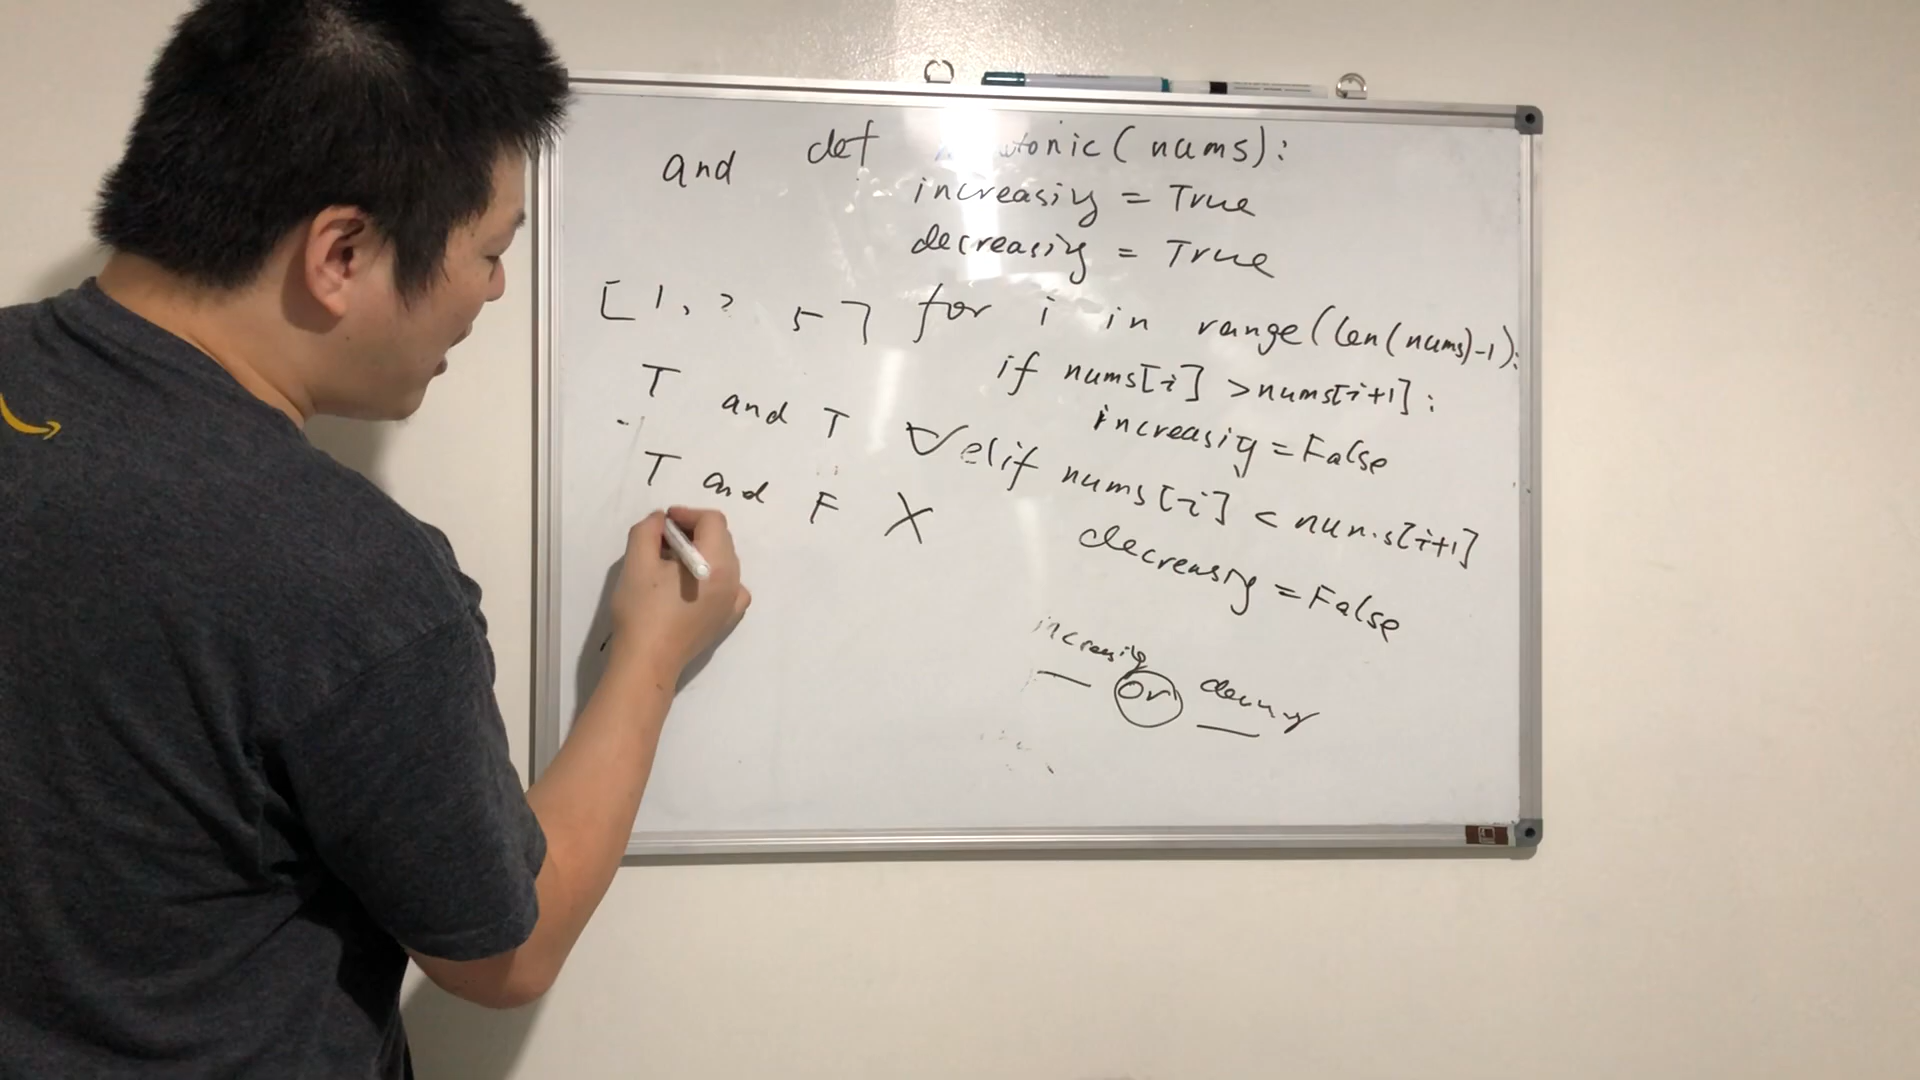 and
def tonic(nums):
increasing = True
decreasing = True
[1, 2 5]
for i in range(len(nums)-1):
if nums[i] > nums[i+1]:
increasing = False
T and T ✓
elif nums[i] < nums[i+1]
T and F X
decreasing = False
increasing or